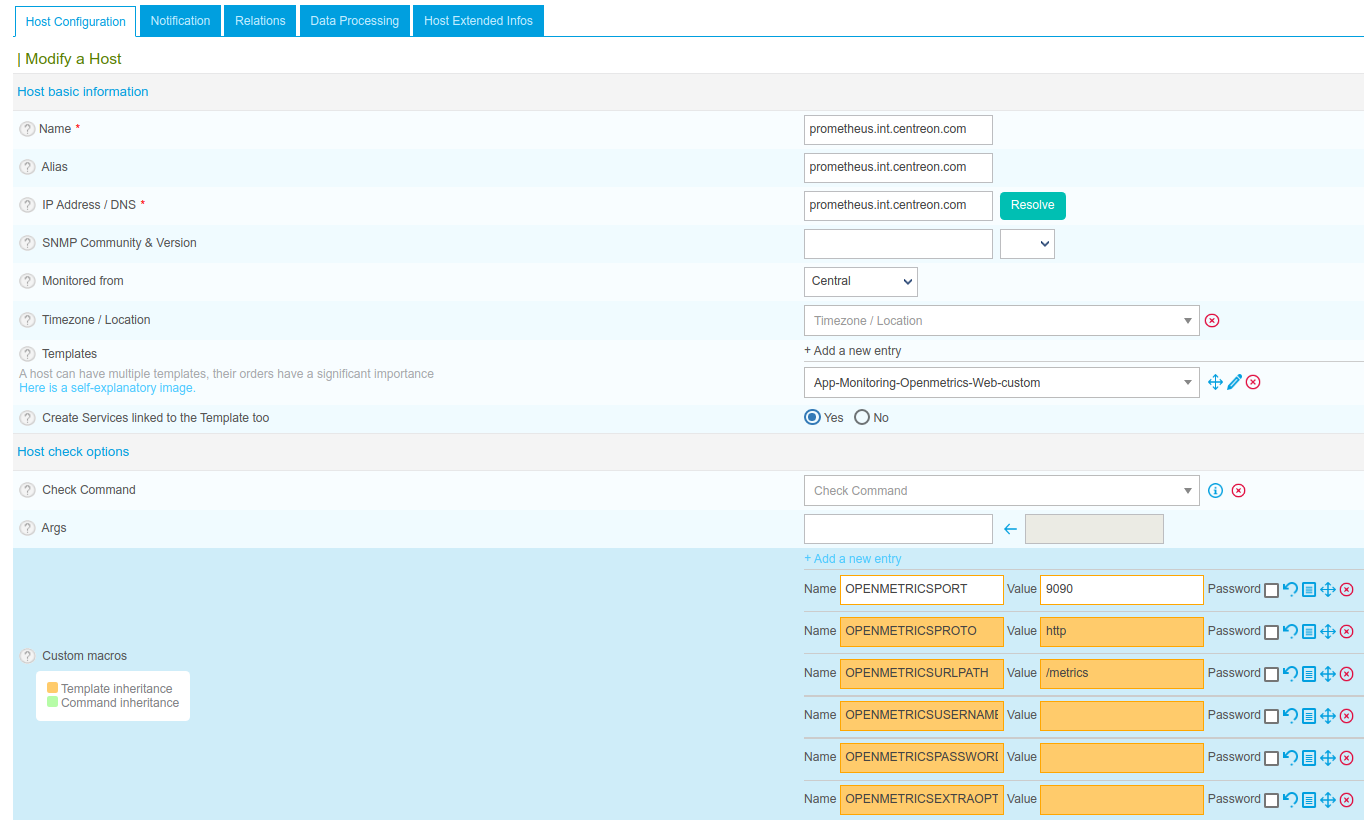 Host Configuration Notification Relations Data Processing Host Extended Infos
| Modify a Host
Host basic information
? Name * prometheus.int.centreon.com
? Alias prometheus.int.centreon.com
? IP Address / DNS * prometheus.int.centreon.com Resolve
? SNMP Community & Version
? Monitored from Central
? Timezone / Location Timezone / Location
? Templates + Add a new entry
A host can have multiple templates, their orders have a significant importance
Here is a self-explanatory image. App-Monitoring-Openmetrics-Web-custom
? Create Services linked to the Template too Yes No
Host check options
? Check Command Check Command
? Args
+ Add a new entry
Name OPENMETRICSPORT Value 9090 Password
Name OPENMETRICSPROTO Value http Password
? Custom macros
Template inheritance
Command inheritance
Name OPENMETRICSURLPATH Value /metrics Password
Name OPENMETRICSUSERNAME Value Password
Name OPENMETRICSPASSWORD Value Password
Name OPENMETRICSEXTRAOPT Value Password